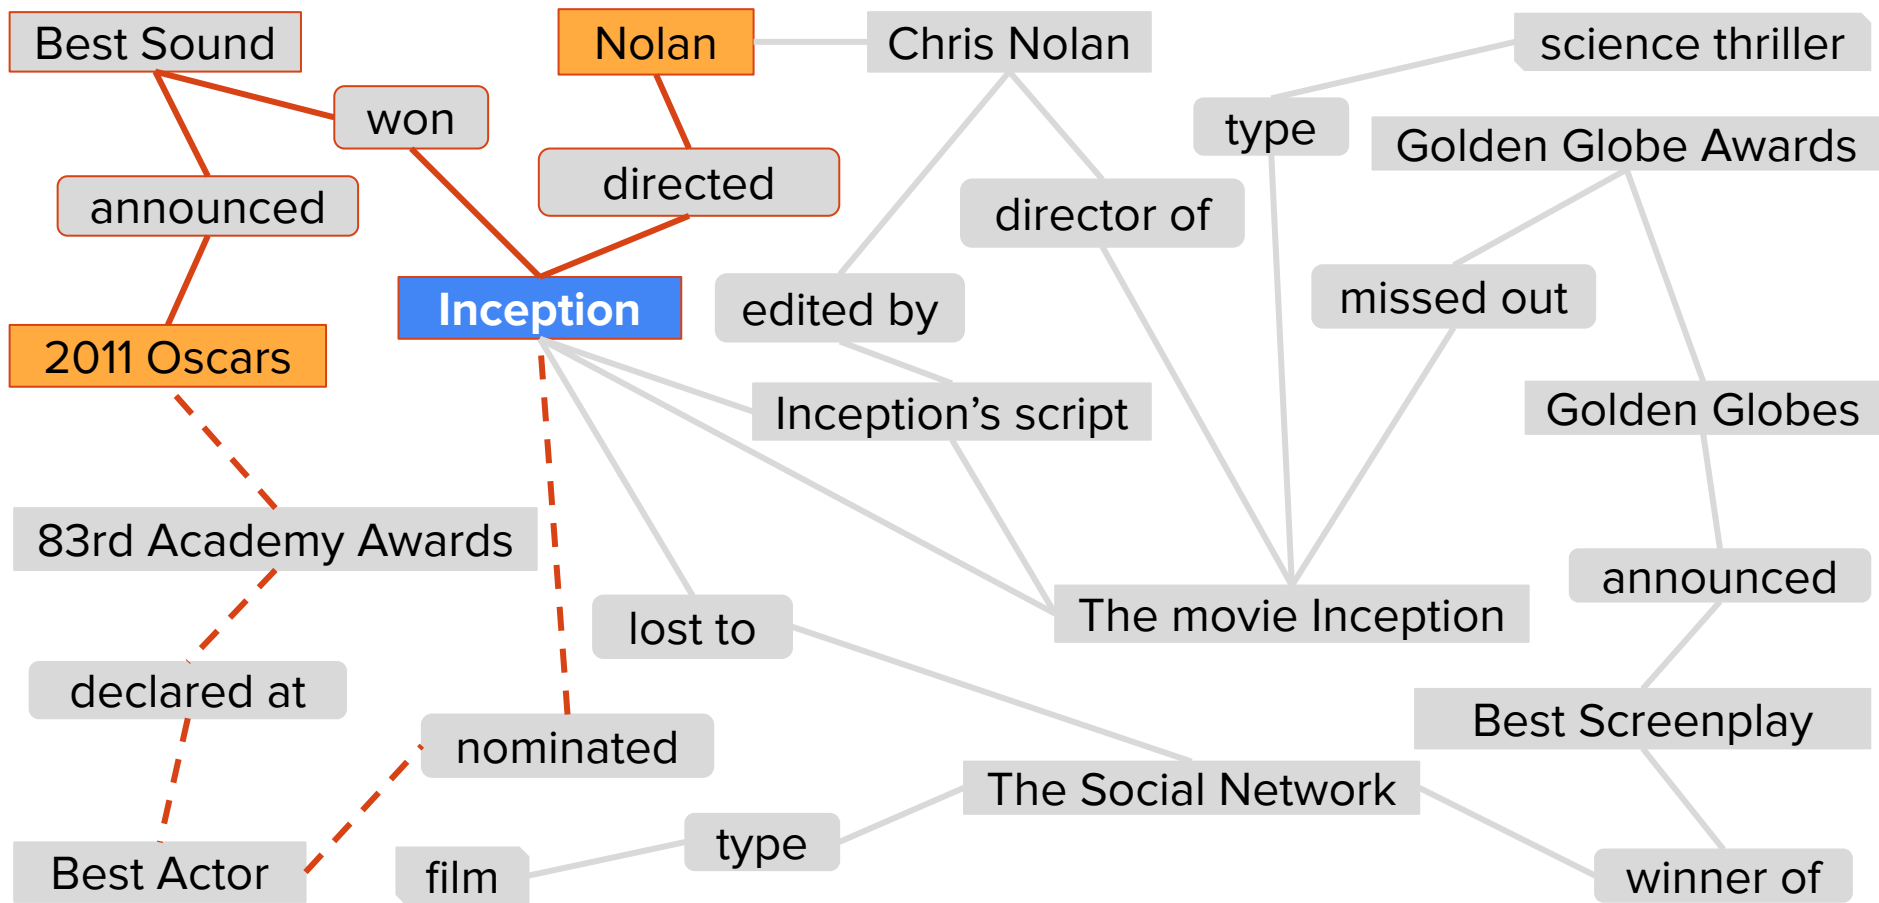 Best Sound
Nolan
Chris Nolan
science thriller
won
type
Golden Globe Awards
directed
announced
director of
Inception
edited by
missed out
2011 Oscars
Inception’s script
Golden Globes
83rd Academy Awards
announced
The movie Inception
lost to
declared at
Best Screenplay
nominated
The Social Network
type
Best Actor
film
winner of